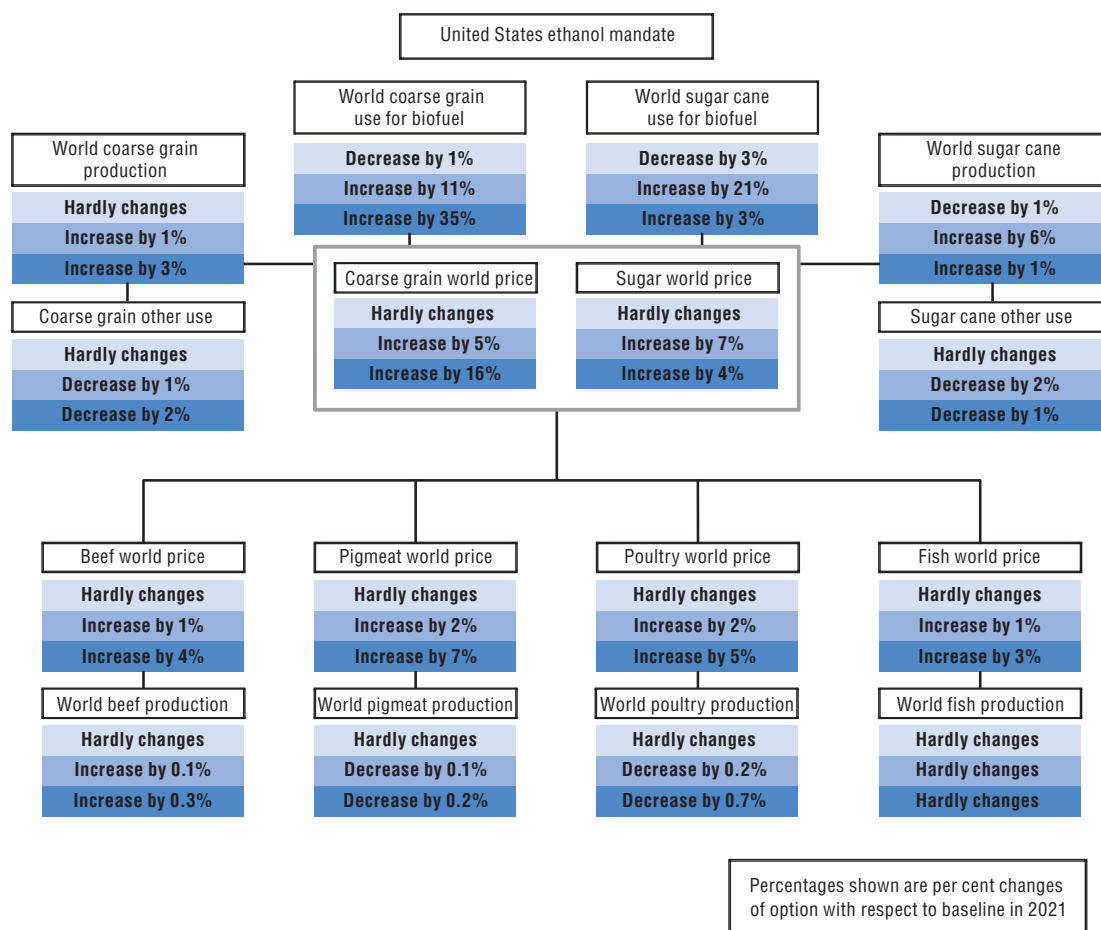 United States ethanol mandate
World coarse grain
use for biofuel
Decrease by 1%
Increase by 11%
Increase by 35%
World sugar cane
use for biofuel
Decrease by 3%
Increase by 21%
Increase by 3%
World coarse grain
production
Hardly changes
Increase by 1%
Increase by 3%
World sugar cane
production
Decrease by 1%
Increase by 6%
Increase by 1%
Coarse grain world price
Hardly changes
Increase by 5%
Increase by 16%
Sugar world price
Hardly changes
Increase by 7%
Increase by 4%
Coarse grain other use
Hardly changes
Decrease by 1%
Decrease by 2%
Sugar cane other use
Hardly changes
Decrease by 2%
Decrease by 1%
Beef world price
Hardly changes
Increase by 1%
Increase by 4%
Pigmeat world price
Hardly changes
Increase by 2%
Increase by 7%
Poultry world price
Hardly changes
Increase by 2%
Increase by 5%
Fish world price
Hardly changes
Increase by 1%
Increase by 3%
World beef production
Hardly changes
Increase by 0.1%
Increase by 0.3%
World pigmeat production
Hardly changes
Decrease by 0.1%
Decrease by 0.2%
World poultry production
Hardly changes
Decrease by 0.2%
Decrease by 0.7%
World fish production
Hardly changes
Hardly changes
Hardly changes
Percentages shown are per cent changes
of option with respect to baseline in 2021